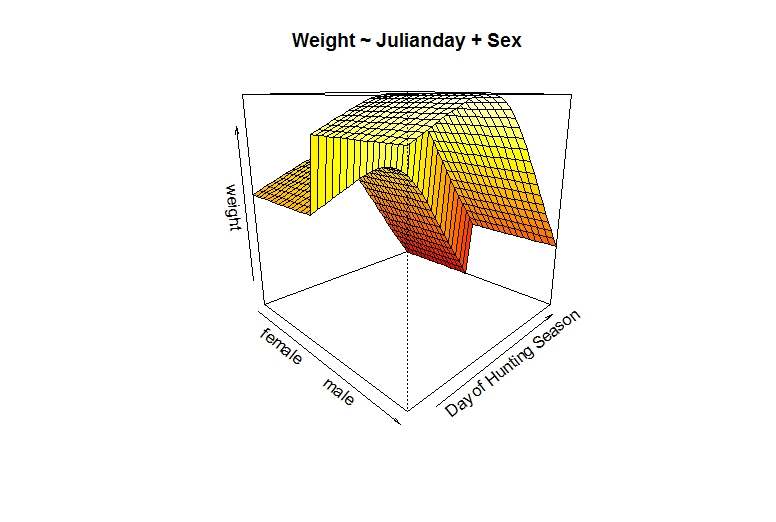 Weight ~ Julianday + Sex
weight
female
male
Day of Hunting Season